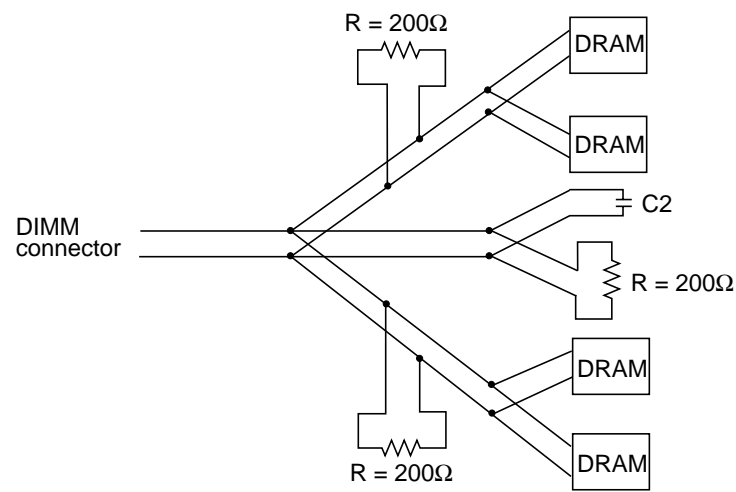 R = 200Ω
DRAM
DRAM
C2
DIMM
connector
R = 200Ω
DRAM
DRAM
R = 200Ω